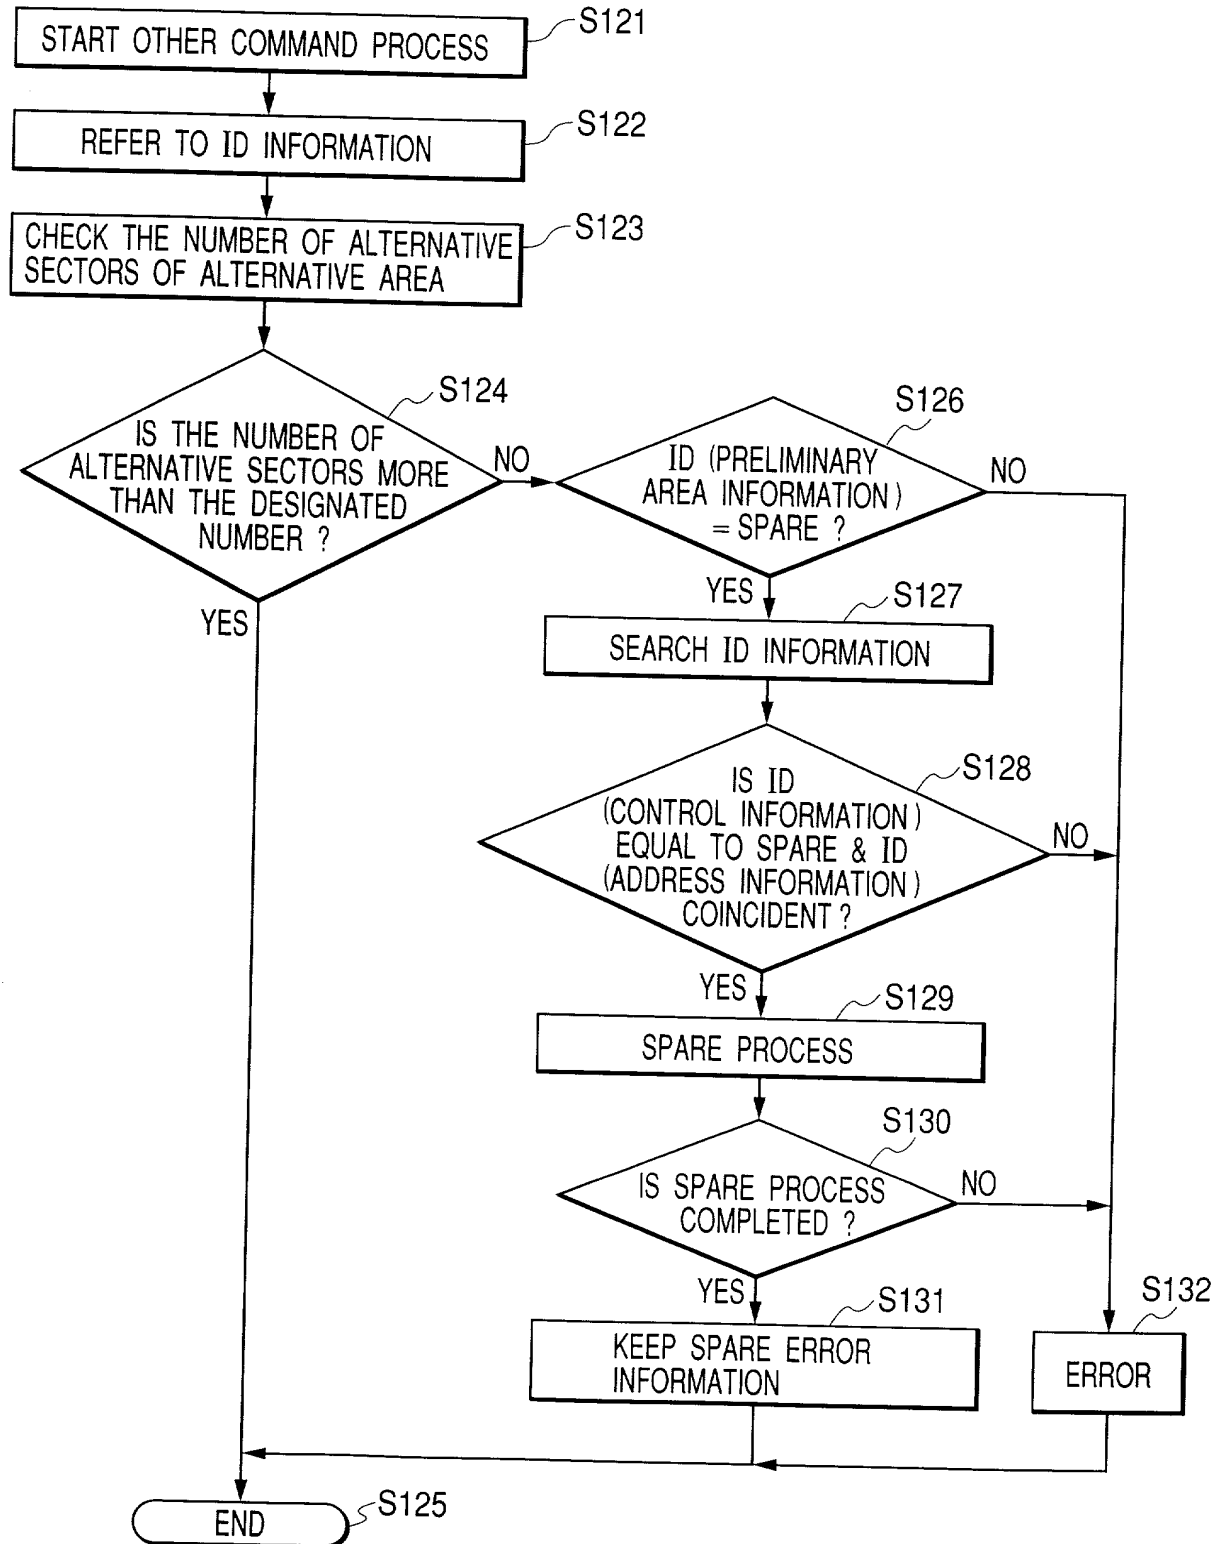 START OTHER COMMAND PROCESS
S121
REFER TO ID INFORMATION
S122
CHECK THE NUMBER OF ALTERNATIVE
SECTORS OF ALTERNATIVE AREA
S123
S124
IS THE NUMBER OF
ALTERNATIVE SECTORS MORE
THAN THE DESIGNATED
NUMBER ?
NO
YES
S126
ID (PRELIMINARY
AREA INFORMATION)
= SPARE ?
NO
YES
S127
SEARCH ID INFORMATION
S128
IS ID
(CONTROL INFORMATION)
EQUAL TO SPARE & ID
(ADDRESS INFORMATION)
COINCIDENT ?
NO
YES
S129
SPARE PROCESS
S130
IS SPARE PROCESS
COMPLETED ?
NO
YES
S131
KEEP SPARE ERROR
INFORMATION
S132
ERROR
END
S125